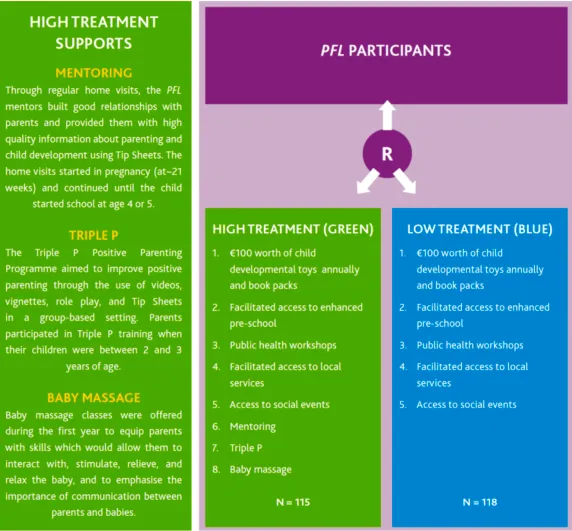 HIGH TREATMENT
SUPPORTS
MENTORING
Through regular home visits, the PFL
mentors built good relationships with
parents and provided them with high
quality information about parenting and
child development using Tip Sheets. The
home visits started in pregnancy (at~21
weeks) and continued until the child
started school at age 4 or 5.
TRIPLE P
The Triple P Positive Parenting
Programme aimed to improve positive
parenting through the use of videos,
vignettes, role play, and Tip Sheets
in a group-based setting. Parents
participated in Triple P training when
their children were between 2 and 3
years of age.
BABY MASSAGE
Baby massage classes were offered
during the first year to equip parents
with skills which would allow them to
interact with, stimulate, relieve, and
relax the baby, and to emphasise the
importance of communication between
parents and babies.
PFL PARTICIPANTS
R
HIGH TREATMENT (GREEN)
1. €100 worth of child
developmental toys annually
and book packs
2. Facilitated access to enhanced
pre-school
3. Public health workshops
4. Facilitated access to local
services
5. Access to social events
6. Mentoring
7. Triple P
8. Baby massage
N = 115
LOW TREATMENT (BLUE)
1. €100 worth of child
developmental toys annually
and book packs
2. Facilitated access to enhanced
pre-school
3. Public health workshops
4. Facilitated access to local
services
5. Access to social events
N = 118